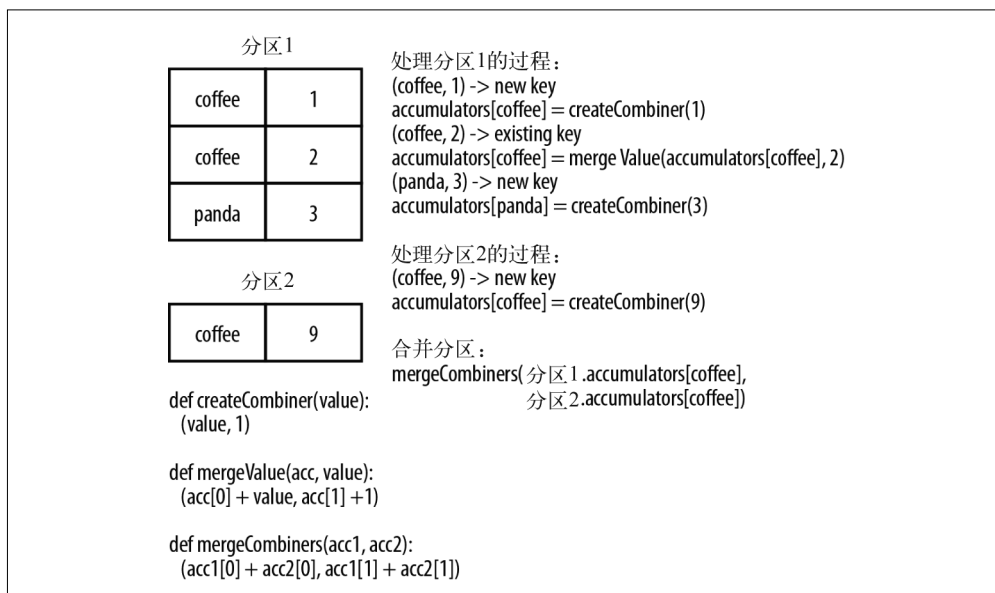 分区1
coffee 1
coffee 2
panda 3
分区2
coffee 9
def createCombiner(value):
(value, 1)
def mergeValue(acc, value):
(acc[0] + value, acc[1] +1)
def mergeCombiners(acc1, acc2):
(acc1[0] + acc2[0], acc1[1] + acc2[1])
处理分区1的过程：
(coffee, 1) -> new key
accumulators[coffee] = createCombiner(1)
(coffee, 2) -> existing key
accumulators[coffee] = merge Value(accumulators[coffee], 2)
(panda, 3) -> new key
accumulators[panda] = createCombiner(3)
处理分区2的过程：
(coffee, 9) -> new key
accumulators[coffee] = createCombiner(9)
合并分区：
mergeCombiners( 分区1.accumulators[coffee],
分区2.accumulators[coffee])